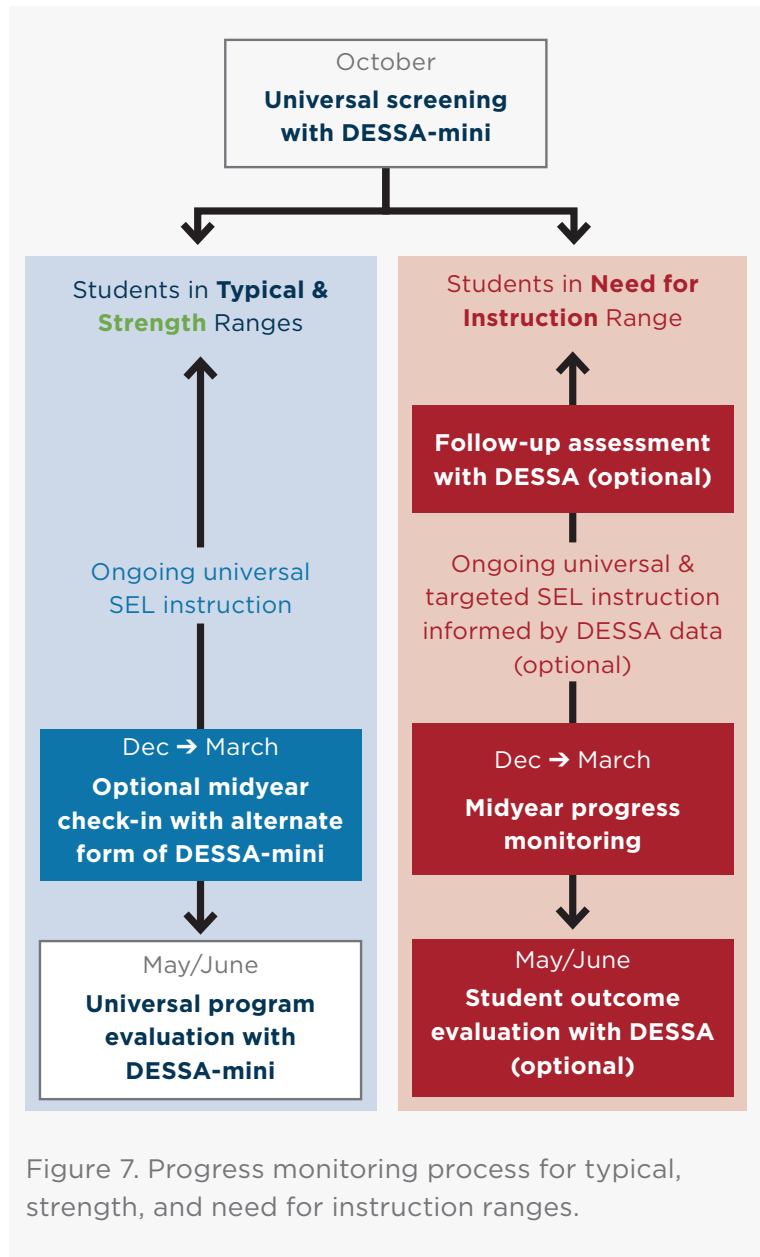 October
Universal screening
with DESSA-mini
Students in Typical &
Strength Ranges
Ongoing universal
SEL instruction
Dec ➔ March
Optional midyear
check-in with alternate
form of DESSA-mini
May/June
Universal program
evaluation with
DESSA-mini
Students in Need for
Instruction Range
Follow-up assessment
with DESSA (optional)
Ongoing universal &
targeted SEL instruction
informed by DESSA data
(optional)
Dec ➔ March
Midyear progress
monitoring
May/June
Student outcome
evaluation with DESSA
(optional)
Figure 7. Progress monitoring process for typical,
strength, and need for instruction ranges.